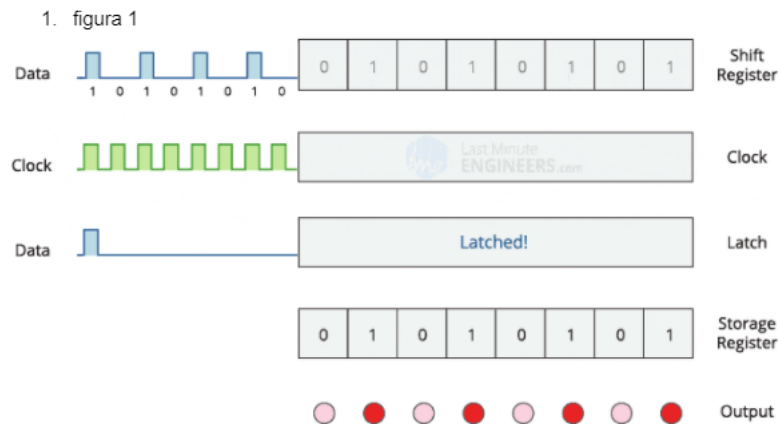 1. figura 1
Data
1 0 1 0 1 0 1 0
0 1 0 1 0 1 0 1
Shift
Register
Clock
Last Minute
ENGINEERS.com
Clock
Data
Latched!
Latch
0 1 0 1 0 1 0 1
Storage
Register
Output